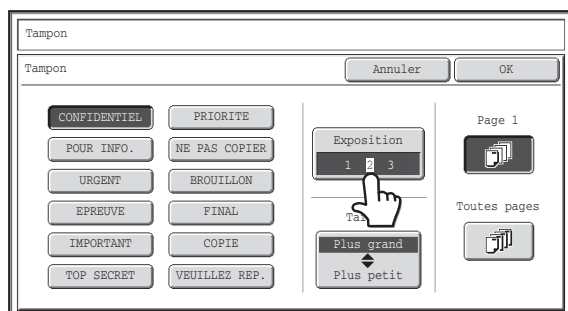 Tampon
Tampon
Annuler
OK
CONFIDENTIEL
PRIORITE
POUR INFO.
NE PAS COPIER
URGENT
BROUILLON
EPREUVE
FINAL
IMPORTANT
COPIE
TOP SECRET
VEUILLEZ REP.
Exposition
1 2 3
Plus grand
Plus petit
Page 1
Toutes pages